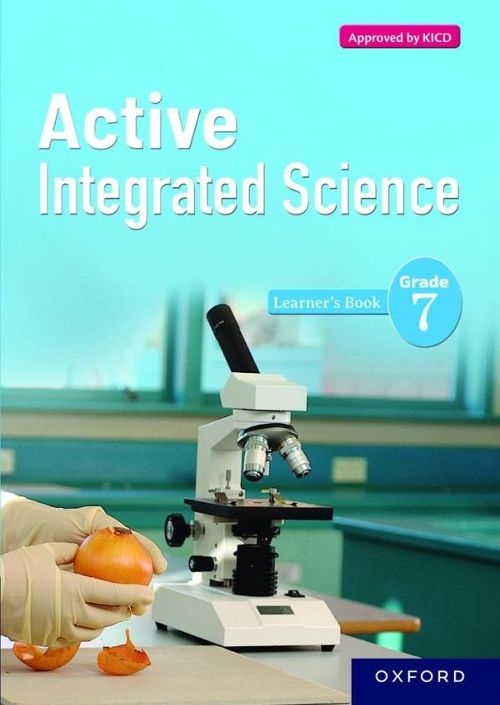 Approved by KICD
Active
Integrated Science
Grade
Learner's Book
7
OXFORD